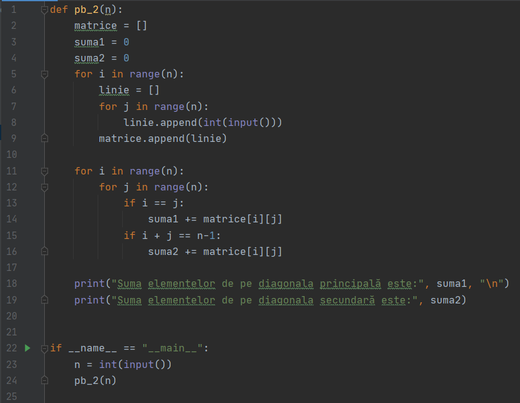 1 def pb_2(n):
2     matrice = []
3     suma1 = 0
4     suma2 = 0
5     for i in range(n):
6         linie = []
7         for j in range(n):
8             linie.append(int(input()))
9         matrice.append(linie)
10
11     for i in range(n):
12         for j in range(n):
13             if i == j:
14                 suma1 += matrice[i][j]
15             if i + j == n-1:
16                 suma2 += matrice[i][j]
17
18     print("Suma elementelor de pe diagonala principală este:", suma1, "\n")
19     print("Suma elementelor de pe diagonala secundară este:", suma2)
20
21
22 if __name__ == "__main__":
23     n = int(input())
24     pb_2(n)
25